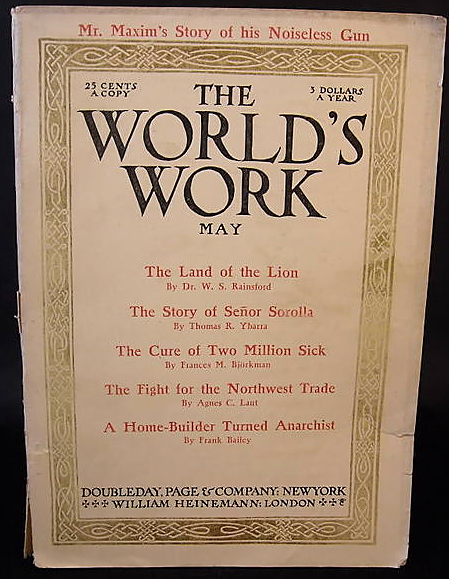 Mr. Maxim's Story of his Noiseless Gun
25 CENTS
A COPY
3 DOLLARS
A YEAR
THE
WORLD'S
WORK
MAY
The Land of the Lion
By Dr. W. S. Rainsford
The Story of Señor Sorolla
By Thomas R. Ybarra
The Cure of Two Million Sick
By Frances M. Björkman
The Fight for the Northwest Trade
By Agnes C. Laut
A Home-Builder Turned Anarchist
By Frank Bailey
DOUBLEDAY, PAGE & COMPANY: NEW YORK
WILLIAM HEINEMANN: LONDON